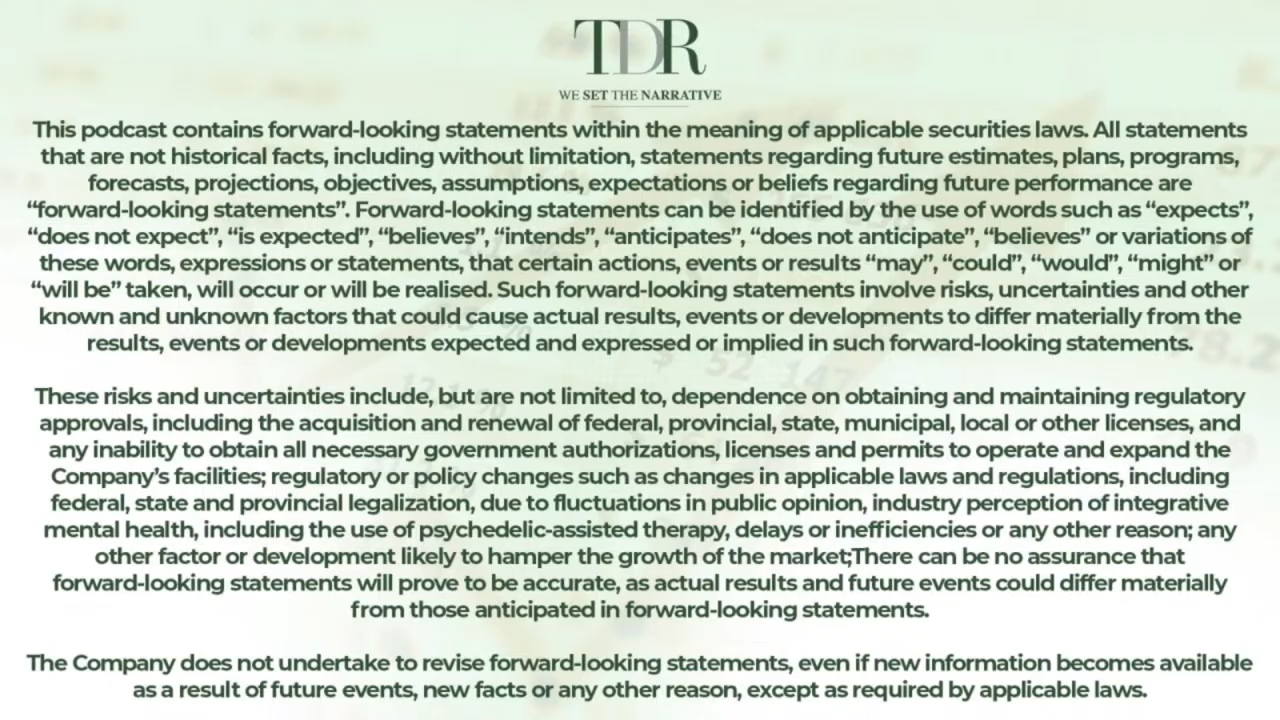 TDR
WE SET THE NARRATIVE
This podcast contains forward-looking statements within the meaning of applicable securities laws. All statements
that are not historical facts, including without limitation, statements regarding future estimates, plans, programs,
forecasts, projections, objectives, assumptions, expectations or beliefs regarding future performance are
“forward-looking statements”. Forward-looking statements can be identified by the use of words such as “expects”,
“does not expect”, “is expected”, “believes”, “intends”, “anticipates”, “does not anticipate”, “believes” or variations of
these words, expressions or statements, that certain actions, events or results “may”, “could”, “would”, “might” or
“will be” taken, will occur or will be realised. Such forward-looking statements involve risks, uncertainties and other
known and unknown factors that could cause actual results, events or developments to differ materially from the
results, events or developments expected and expressed or implied in such forward-looking statements.
These risks and uncertainties include, but are not limited to, dependence on obtaining and maintaining regulatory
approvals, including the acquisition and renewal of federal, provincial, state, municipal, local or other licenses, and
any inability to obtain all necessary government authorizations, licenses and permits to operate and expand the
Company’s facilities; regulatory or policy changes such as changes in applicable laws and regulations, including
federal, state and provincial legalization, due to fluctuations in public opinion, industry perception of integrative
mental health, including the use of psychedelic-assisted therapy, delays or inefficiencies or any other reason; any
other factor or development likely to hamper the growth of the market;There can be no assurance that
forward-looking statements will prove to be accurate, as actual results and future events could differ materially
from those anticipated in forward-looking statements.
The Company does not undertake to revise forward-looking statements, even if new information becomes available
as a result of future events, new facts or any other reason, except as required by applicable laws.